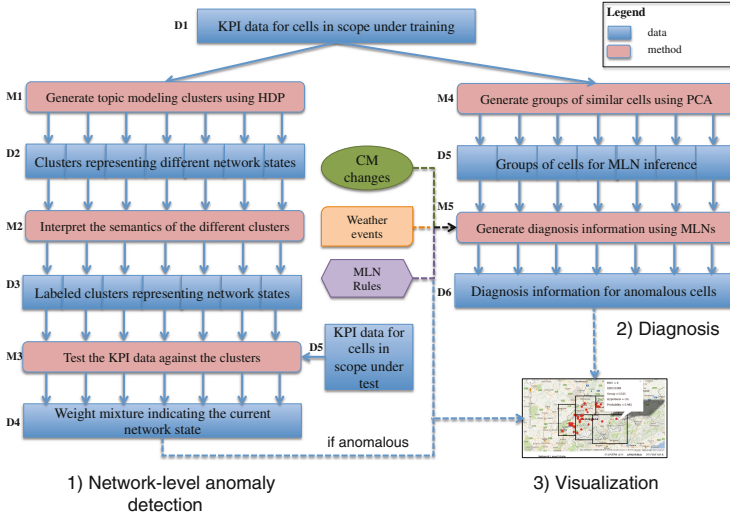 D1
KPI data for cells in scope under training
Legend
data
method
M1
Generate topic modeling clusters using HDP
D2
Clusters representing different network states
M2
Interpret the semantics of the different clusters
D3
Labeled clusters representing network states
M3
Test the KPI data against the clusters
D4
Weight mixture indicating the current
network state
D5
KPI data for
cells in
scope under
test
if anomalous
1) Network-level anomaly
detection
CM
changes
Weather
events
MLN
Rules
M4
Generate groups of similar cells using PCA
D5
Groups of cells for MLN inference
M5
Generate diagnosis information using MLNs
D6
Diagnosis information for anomalous cells
2) Diagnosis
3) Visualization